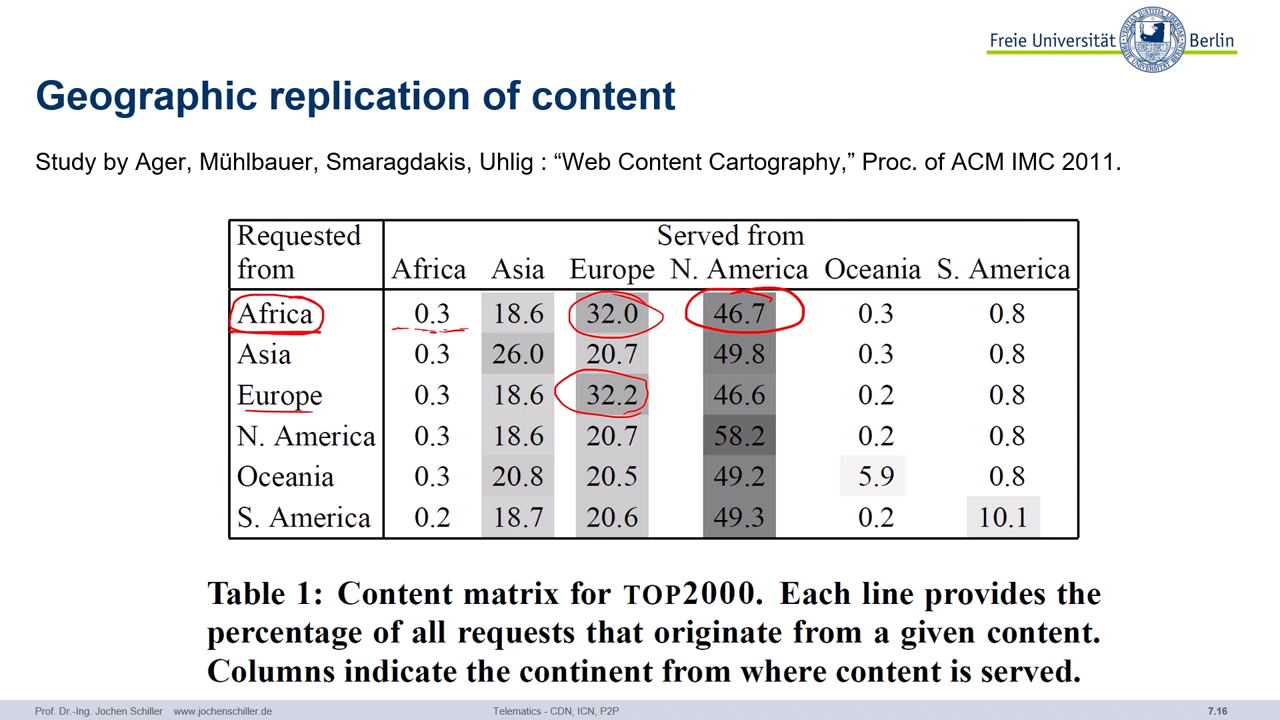 Freie Universität Berlin
Geographic replication of content
Study by Ager, Mühlbauer, Smaragdakis, Uhlig : “Web Content Cartography,” Proc. of ACM IMC 2011.
Requested Served from
from Africa Asia Europe N. America Oceania S. America
Africa 0.3 18.6 32.0 46.7 0.3 0.8
Asia 0.3 26.0 20.7 49.8 0.3 0.8
Europe 0.3 18.6 32.2 46.6 0.2 0.8
N. America 0.3 18.6 20.7 58.2 0.2 0.8
Oceania 0.3 20.8 20.5 49.2 5.9 0.8
S. America 0.2 18.7 20.6 49.3 0.2 10.1
Table 1: Content matrix for TOP2000. Each line provides the
percentage of all requests that originate from a given content.
Columns indicate the continent from where content is served.
Prof. Dr.-Ing. Jochen Schiller www.jochenschiller.de Telematics - CDN, ICN, P2P 7.16